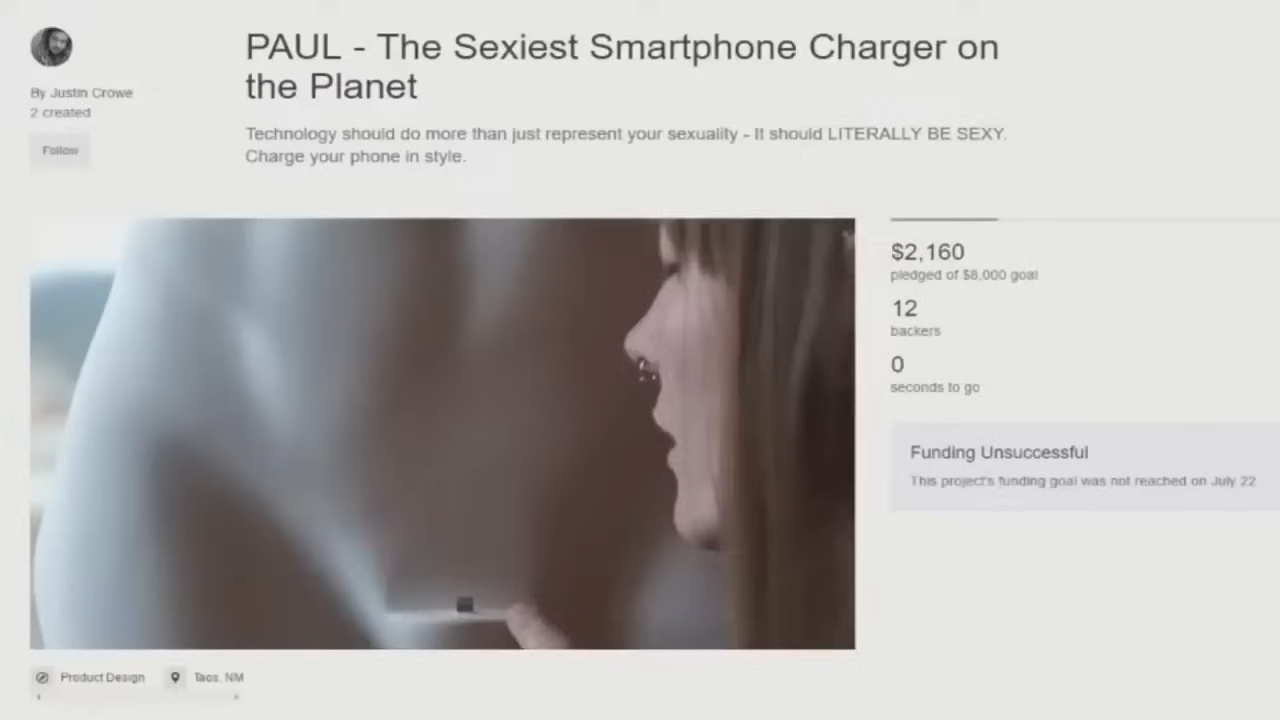 PAUL - The Sexiest Smartphone Charger on
the Planet
By Justin Crowe
2 created
Follow
Technology should do more than just represent your sexuality - It should LITERALLY BE SEXY.
Charge your phone in style.
$2,160
pledged of $8,000 goal
12
backers
0
seconds to go
Funding Unsuccessful
This project's funding goal was not reached on July 22
Product Design
Taos, NM